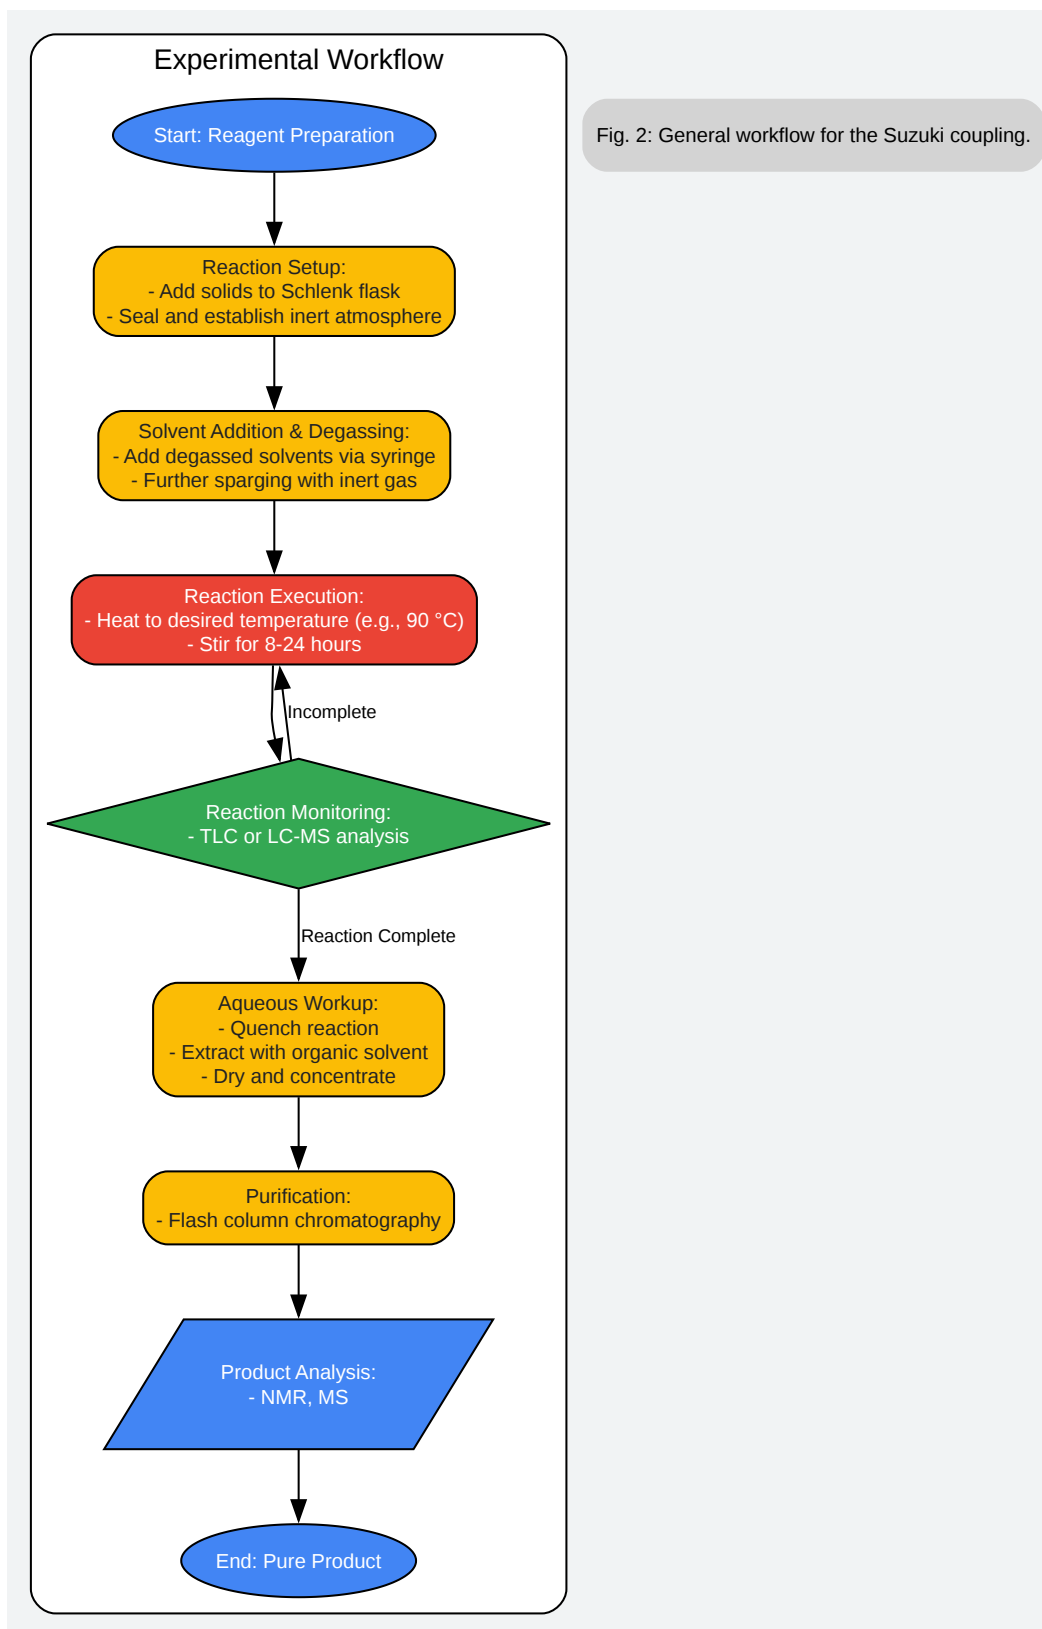 Experimental Workflow
Start: Reagent Preparation
Fig. 2: General workflow for the Suzuki coupling.
Reaction Setup:
- Add solids to Schlenk flask
- Seal and establish inert atmosphere
Solvent Addition & Degassing:
- Add degassed solvents via syringe
- Further sparging with inert gas
Reaction Execution:
- Heat to desired temperature (e.g., 90 °C)
- Stir for 8-24 hours
Incomplete
Reaction Monitoring:
- TLC or LC-MS analysis
Reaction Complete
Aqueous Workup:
- Quench reaction
- Extract with organic solvent
- Dry and concentrate
Purification:
- Flash column chromatography
Product Analysis:
- NMR, MS
End: Pure Product